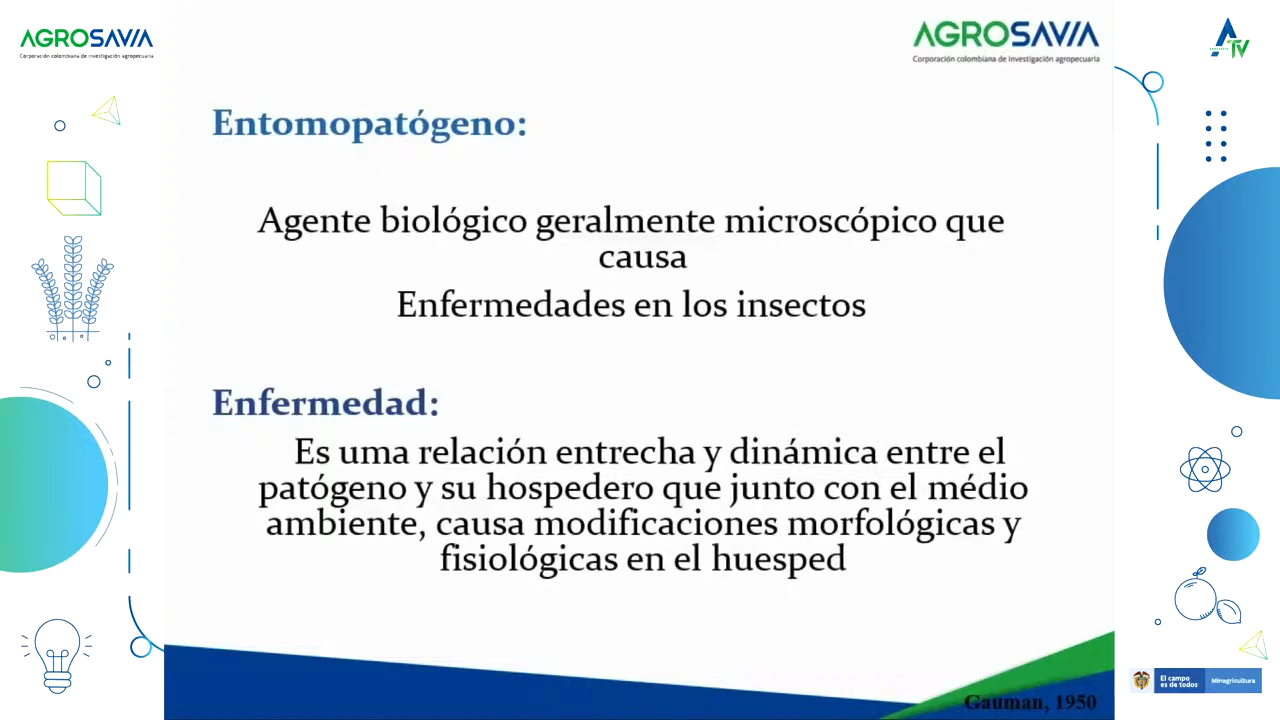 AGROSAVIA
Corporación colombiana de investigación agropecuaria
AGROSAVIA
Corporación colombiana de investigación agropecuaria
A
TV
Entomopatógeno:
Agente biológico geralmente microscópico que
causa
Enfermedades en los insectos
Enfermedad:
Es uma relación entrecha y dinámica entre el
patógeno y su hospedero que junto con el médio
ambiente, causa modificaciones morfológicas y
fisiológicas en el huesped
El campo
es de todos
Minagricultura
Gauman, 1950